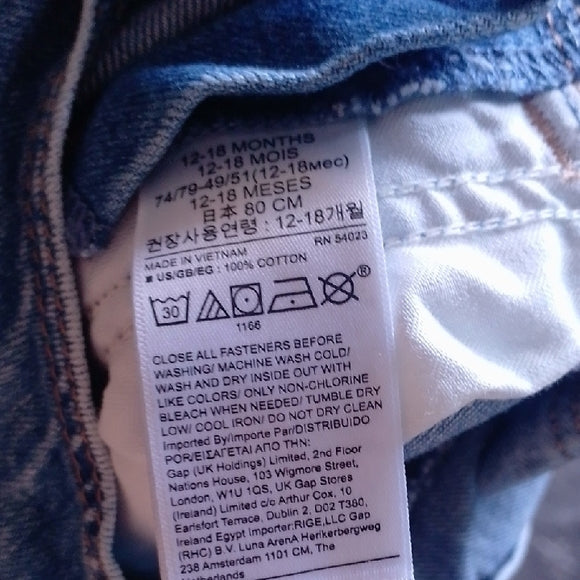 12-18 MONTHS
12-18 MOIS
74/79-49/51(12-18мес)
12-18 MESES
日本 80 CM
권장사용연령 : 12-18개월
RN 54023
MADE IN VIETNAM
■ US/GB/EG : 100% COTTON
30
®
1166
CLOSE ALL FASTENERS BEFORE
WASHING/ MACHINE WASH COLD/
WASH AND DRY INSIDE OUT WITH
LIKE COLORS/ ONLY NON-CHLORINE
BLEACH WHEN NEEDED/ TUMBLE DRY
LOW/ COOL IRON/ DO NOT DRY CLEAN
Imported By/Importe Par/DISTRIBUIDO
POR/ΕΙΣΑΓΕΤΑΙ ΑΠΟ ΤΗΝ:
Gap (UK Holdings) Limited, 2nd Floor
Nations House, 103 Wigmore Street,
London, W1U 1QS, UK Gap Stores
(Ireland) Limited c/o Arthur Cox, 10
Earlsfort Terrace, Dublin 2, D02 T380,
Ireland Egypt Importer:RIGE,LLC Gap
(RHC) B.V. Luna ArenA Herikerbergweg
238 Amsterdam 1101 CM, The
Netherlands